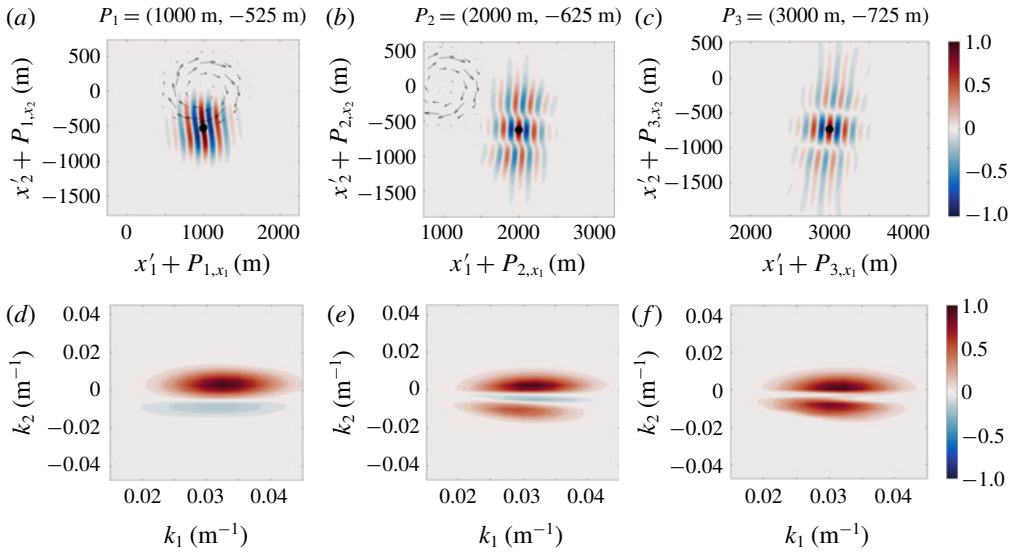 (a) P1 = (1000 m, −525 m) (b) P2 = (2000 m, −625 m) (c) P3 = (3000 m, −725 m)
x′2 + P1,x2 (m)
500
0
−500
−1000
−1500
0 1000 2000
x′1 + P1,x1 (m)
x′2 + P2,x2 (m)
500
0
−500
−1000
−1500
1000 2000 3000
x′1 + P2,x1 (m)
x′2 + P3,x2 (m)
500
0
−500
−1000
−1500
2000 3000 4000
x′1 + P3,x1 (m)
1.0
0.5
0
−0.5
−1.0
(d)
k2 (m−1)
0.04
0.02
0
−0.02
−0.04
0.02 0.03 0.04
k1 (m−1)
(e)
k2 (m−1)
0.04
0.02
0
−0.02
−0.04
0.02 0.03 0.04
k1 (m−1)
(f)
k2 (m−1)
0.04
0.02
0
−0.02
−0.04
0.02 0.03 0.04
k1 (m−1)
1.0
0.5
0
−0.5
−1.0